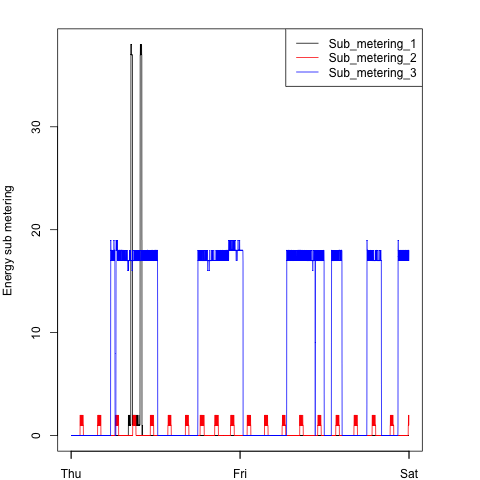 Sub_metering_1
Sub_metering_2
Sub_metering_3
Energy sub metering
30
20
10
0
Thu
Fri
Sat